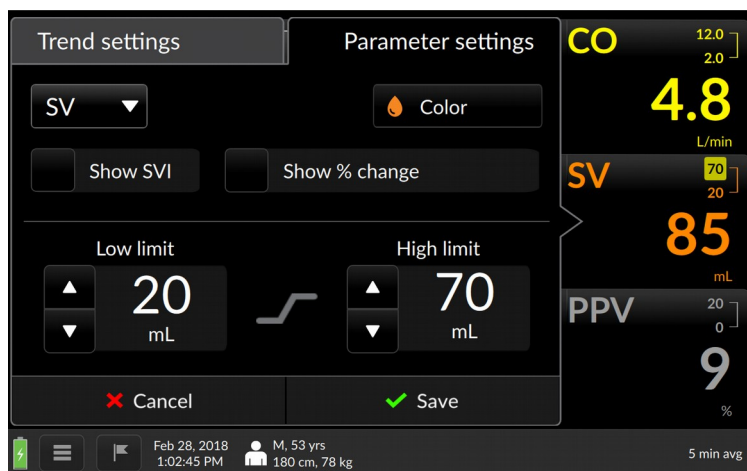 Trend settings
Parameter settings
SV
Color
Show SVI
Show % change
Low limit
20
mL
High limit
70
mL
Cancel
Save
CO
12.0
2.0
4.8
L/min
SV
70
20
85
mL
PPV
20
0
9
%
Feb 28, 2018
1:02:45 PM
M, 53 yrs
180 cm, 78 kg
5 min avg